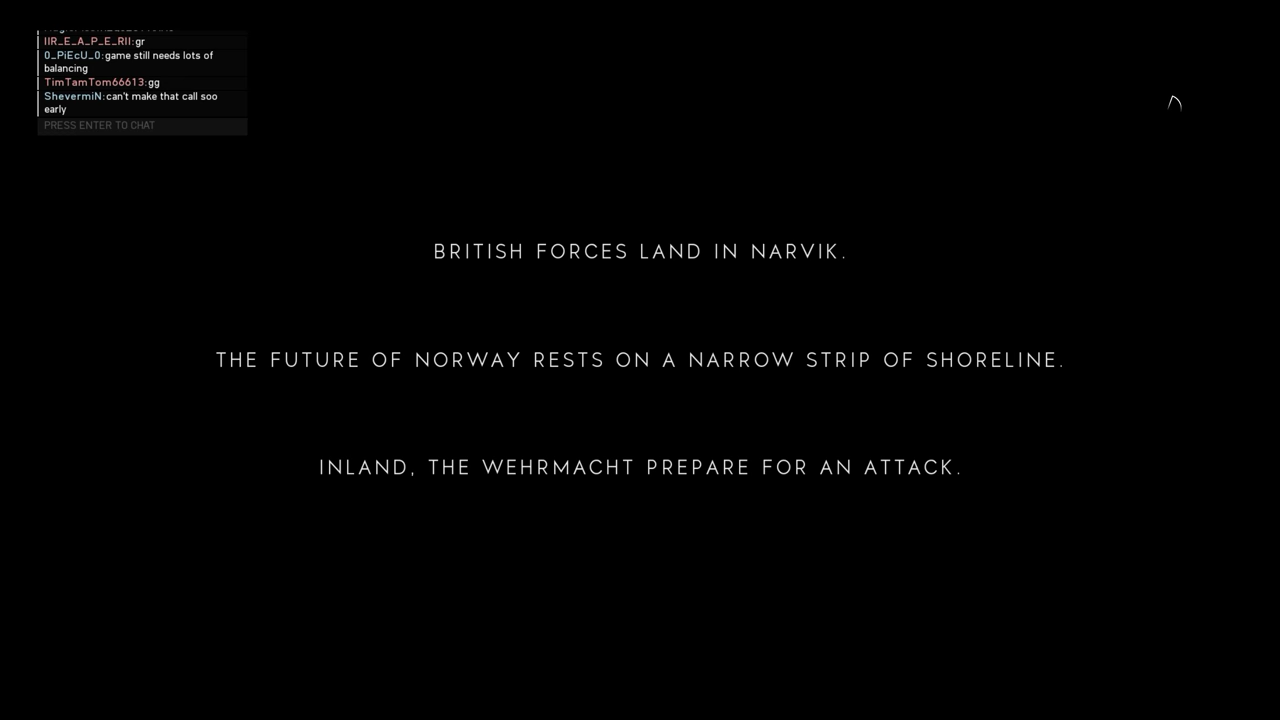 IIR_E_A_P_E_RII:gr
0_PiEcU_0:game still needs lots of
balancing
TimTamTom66613:gg
ShevermiN:can't make that call soo
early
PRESS ENTER TO CHAT
BRITISH FORCES LAND IN NARVIK.
THE FUTURE OF NORWAY RESTS ON A NARROW STRIP OF SHORELINE.
INLAND, THE WEHRMACHT PREPARE FOR AN ATTACK.